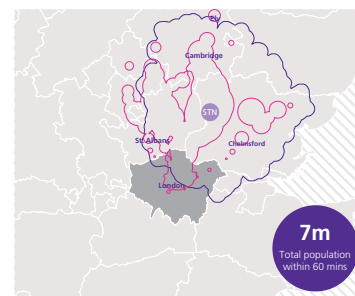 Ely
Cambridge
STN
St Albans
Chelmsford
London
7m
Total population
within 60 mins